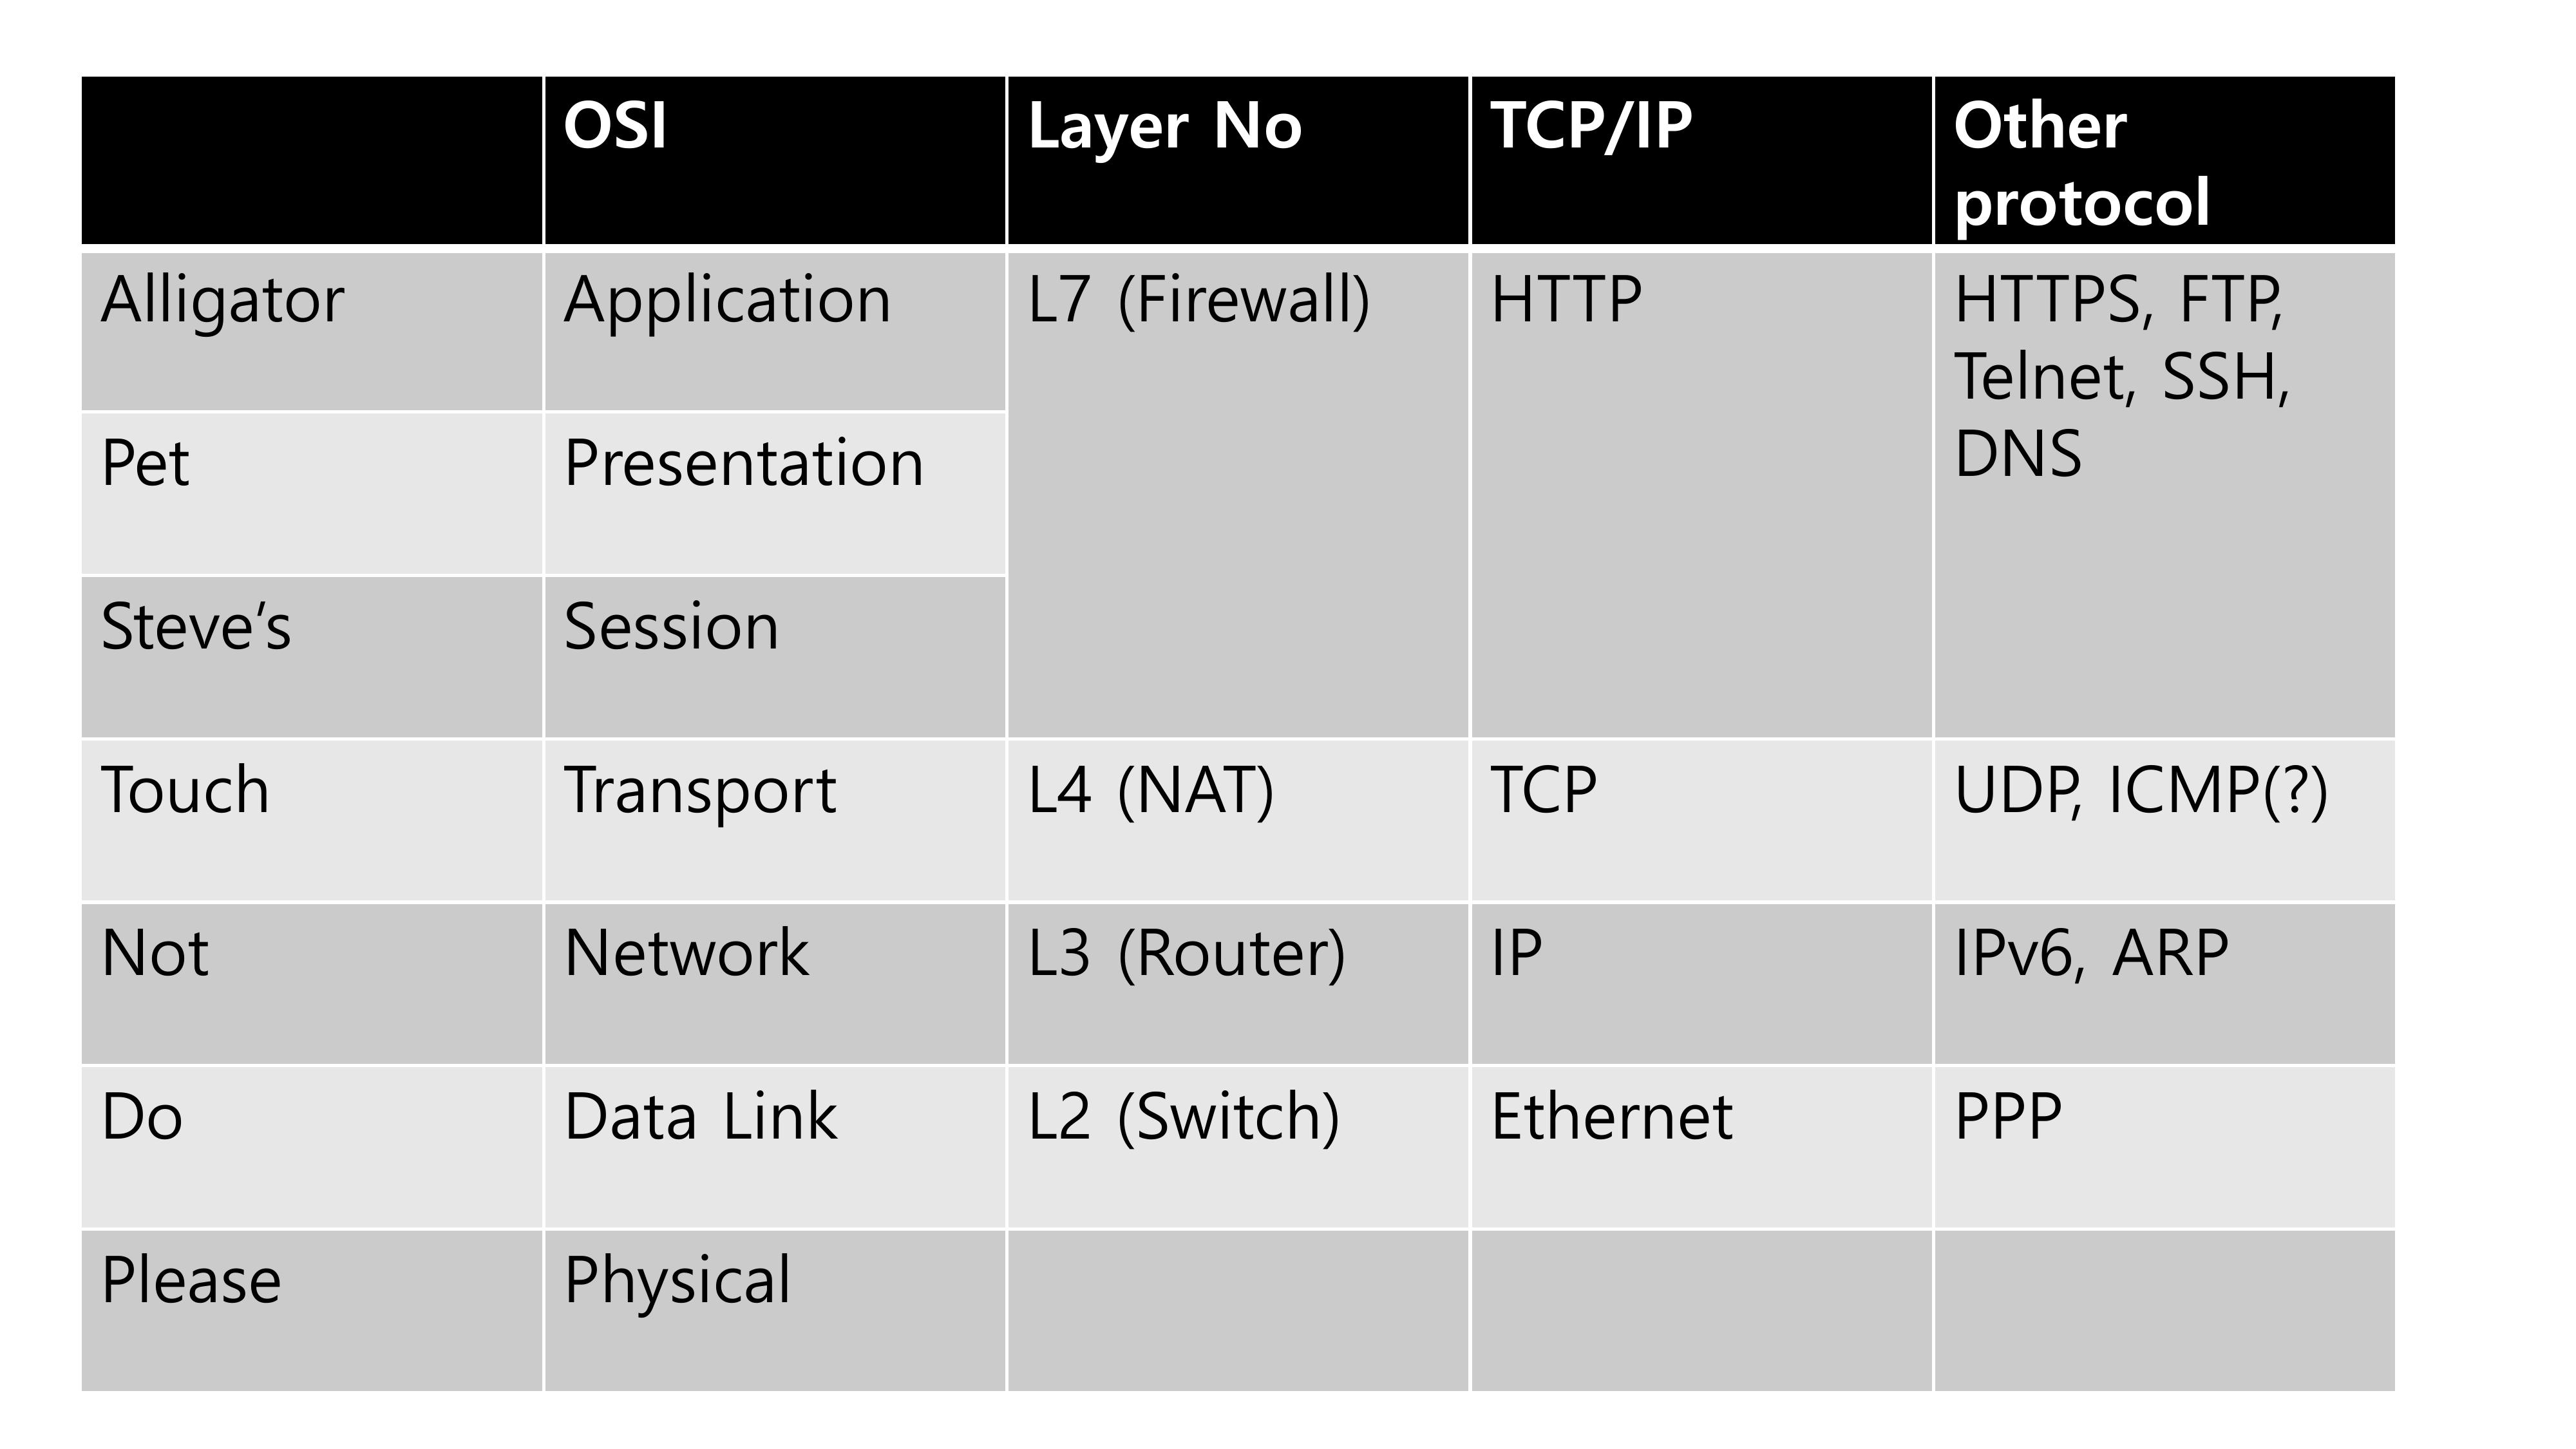 OSI Layer No TCP/IP Other
protocol
Alligator Application L7 (Firewall) HTTP HTTPS, FTP,
Telnet, SSH,
DNS
Pet Presentation
Steve‘s Session
Touch Transport L4 (NAT) TCP UDP, ICMP(?)
Not Network L3 (Router) IP IPv6, ARP
Do Data Link L2 (Switch) Ethernet PPP
Please Physical